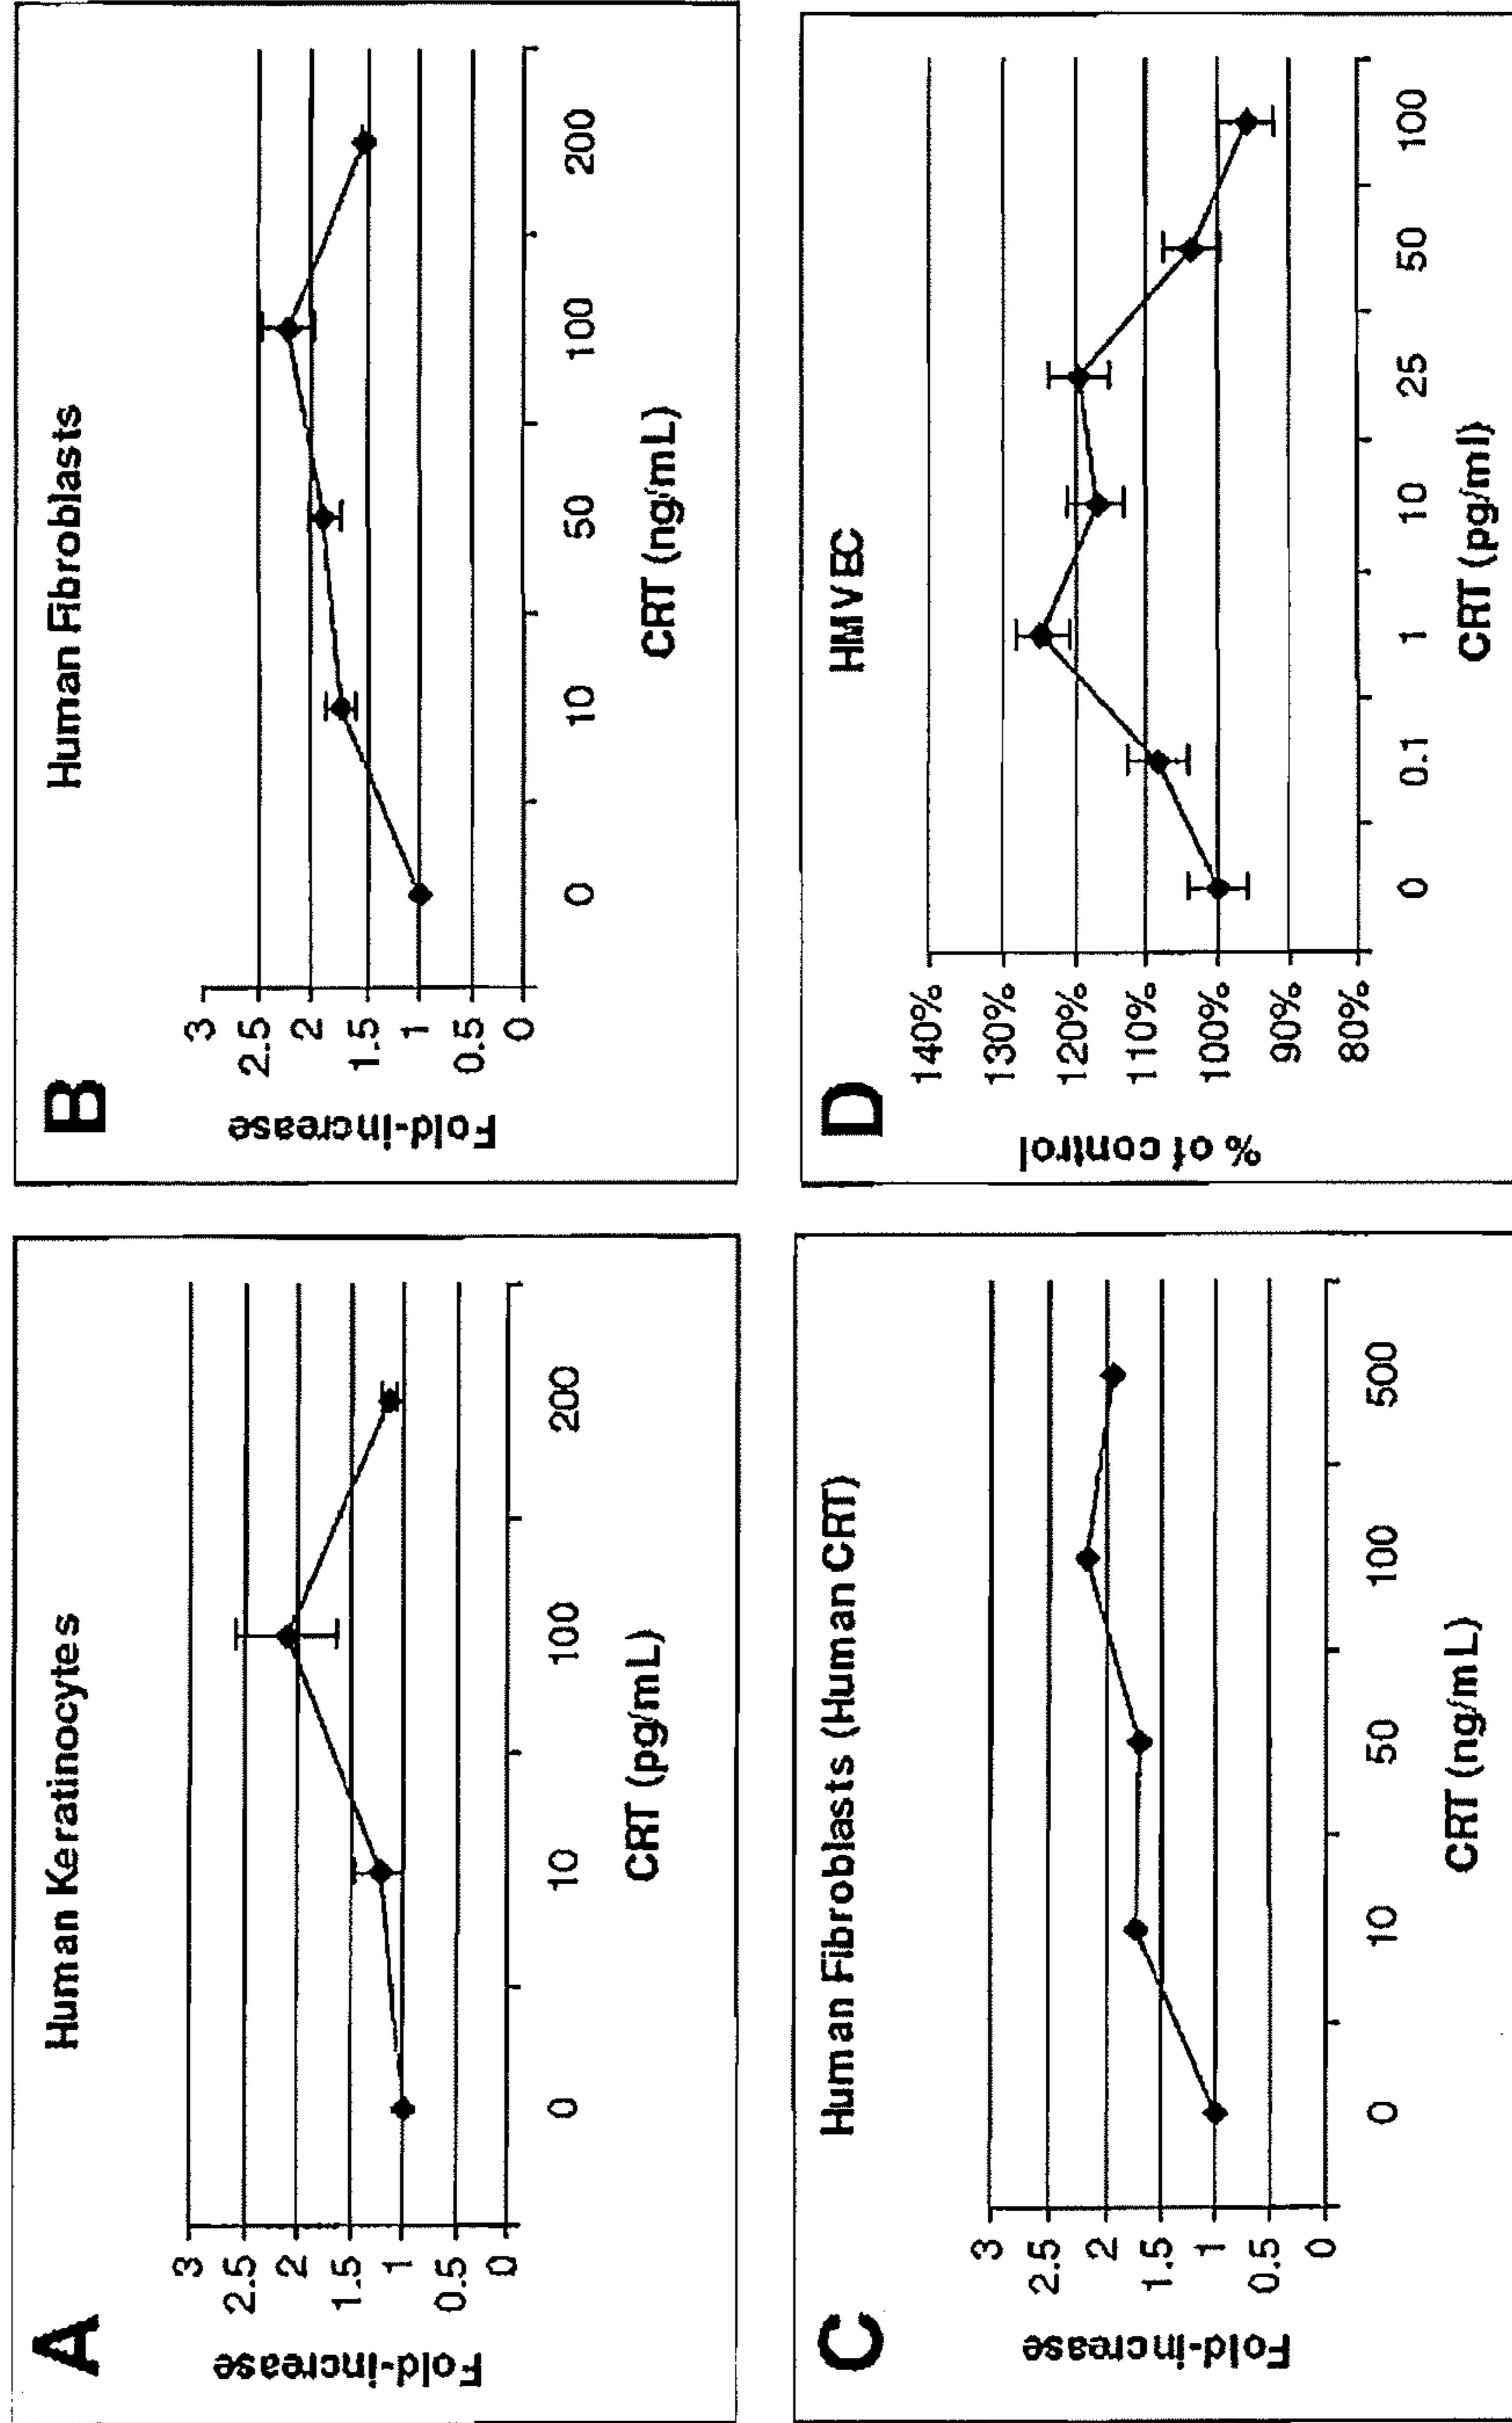 A
Human Keratinocytes
Fold-increase
3
2.5
2
1.5
1
0.5
0
0 10 100 200
CRT (pg/mL)
B
Human Fibroblasts
Fold-increase
3
2.5
2
1.5
1
0.5
0
0 10 50 100 200
CRT (ng/mL)
C
Human Fibroblasts (Human CRT)
Fold-increase
3
2.5
2
1.5
1
0.5
0
0 10 50 100 500
CRT (ng/mL)
D
HMVEC
% of control
140%
130%
120%
110%
100%
90%
80%
0 0.1 1 10 25 50 100
CRT (pg/ml)